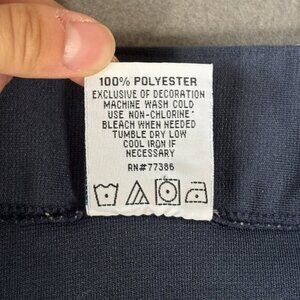 100% POLYESTER
EXCLUSIVE OF DECORATION
MACHINE WASH COLD
USE NON-CHLORINE
BLEACH WHEN NEEDED
TUMBLE DRY LOW
COOL IRON IF
NECESSARY
RN#77386